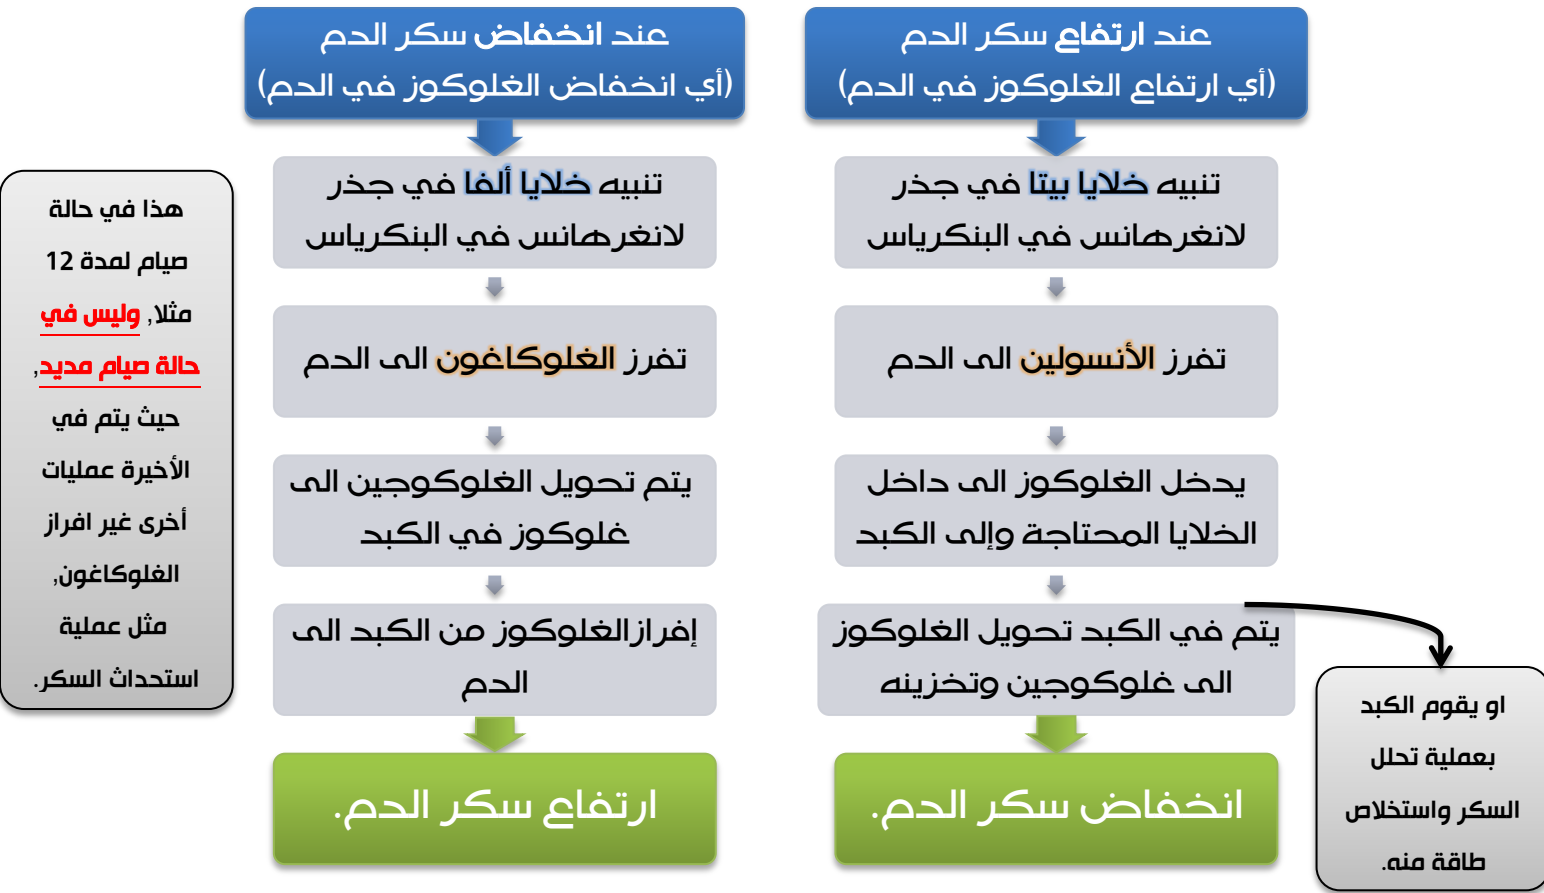 عند ارتفاع سكر الدم
(أي ارتفاع الغلوكوز في الدم)
تنبيه خلايا بيتا في جذر
لانغرهانس في البنكرياس
تفرز الأنسولين الى الدم
يدخل الغلوكوز الى داخل
الخلايا المحتاجة وإلى الكبد
يتم في الكبد تحويل الغلوكوز
الى غلوكوجين وتخزينه
انخفاض سكر الدم.
او يقوم الكبد
بعملية تحلل
السكر واستخلاص
طاقة منه.
عند انخفاض سكر الدم
(أي انخفاض الغلوكوز في الدم)
تنبيه خلايا ألفا في جذر
لانغرهانس في البنكرياس
تفرز الغلوكاغون الى الدم
يتم تحويل الغلوكوجين الى
غلوكوز في الكبد
إفرازالغلوكوز من الكبد الى
الدم
ارتفاع سكر الدم.
هذا في حالة
صيام لمدة 12
مثلا, وليس في
حالة صيام مديد,
حيث يتم في
الأخيرة عمليات
أخرى غير افراز
الغلوكاغون,
مثل عملية
استحداث السكر.